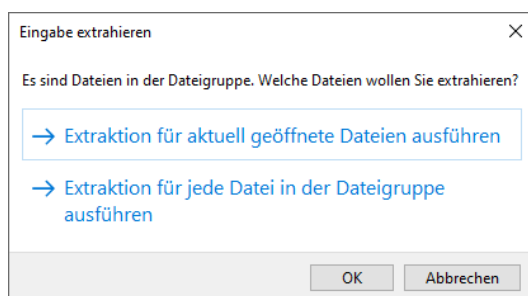 Eingabe extrahieren
Es sind Dateien in der Dateigruppe. Welche Dateien wollen Sie extrahieren?
Extraktion für aktuell geöffnete Dateien ausführen
Extraktion für jede Datei in der Dateigruppe
ausführen
OK Abbrechen